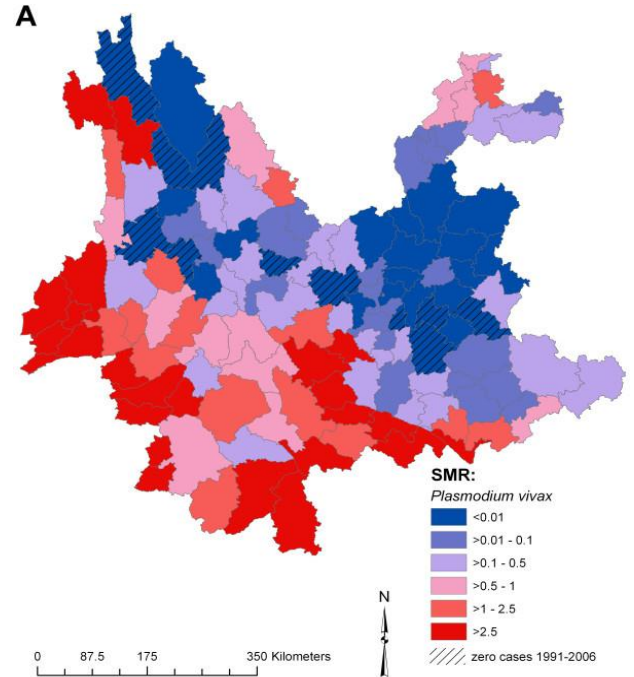 A
SMR:
Plasmodium vivax
<0.01
>0.01 - 0.1
>0.1 - 0.5
>0.5 - 1
>1 - 2.5
>2.5
zero cases 1991-2006
N
0 87.5 175 350 Kilometers